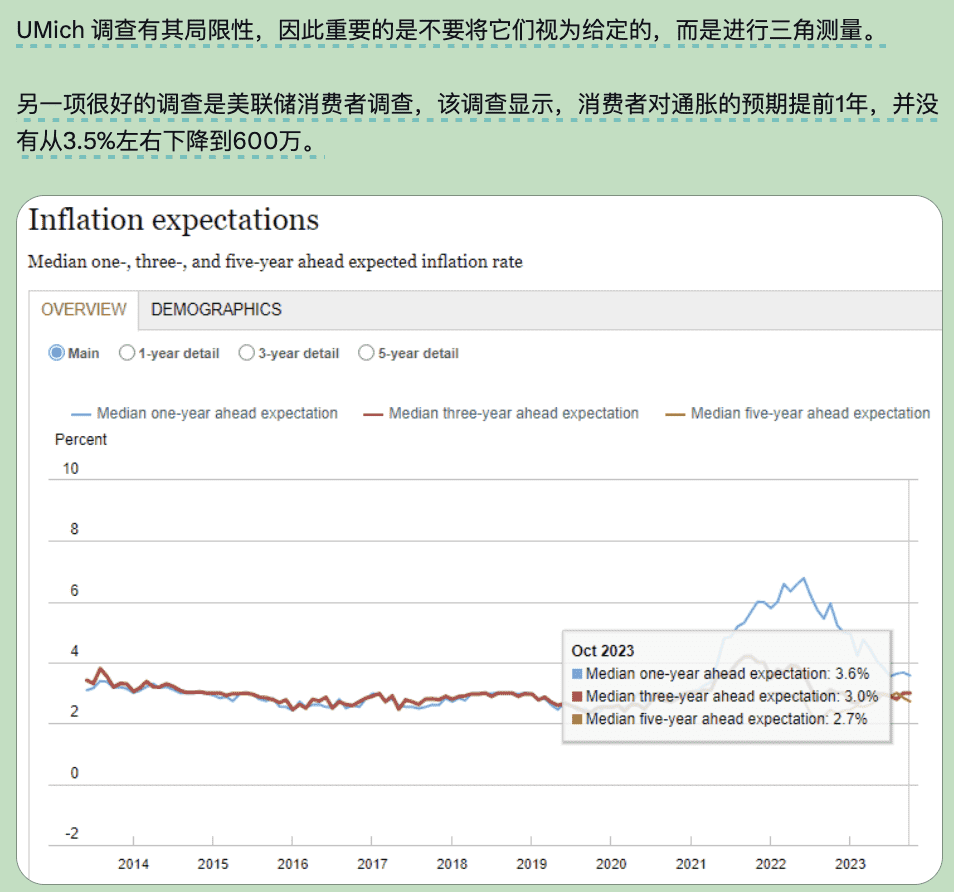 UMich 调查有其局限性，因此重要的是不要将它们视为给定的，而是进行三角测量。
另一项很好的调查是美联储消费者调查，该调查显示，消费者对通胀的预期提前1年，并没
有从3.5%左右下降到600万。
Inflation expectations
Median one-, three-, and five-year ahead expected inflation rate
OVERVIEW DEMOGRAPHICS
Main 1-year detail 3-year detail 5-year detail
Median one-year ahead expectation Median three-year ahead expectation Median five-year ahead expectation
Percent
10
8
6
4
2
0
-2
Oct 2023
Median one-year ahead expectation: 3.6%
Median three-year ahead expectation: 3.0%
Median five-year ahead expectation: 2.7%
2014 2015 2016 2017 2018 2019 2020 2021 2022 2023